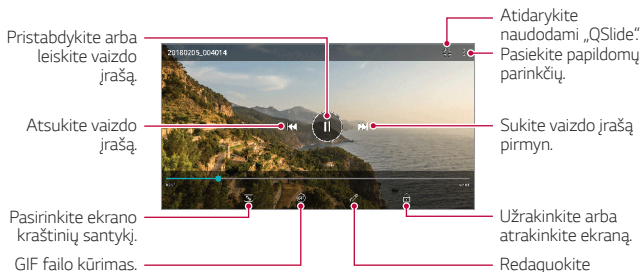 Pristabdykite arba
leiskite vaizdo
įrašą.
Atsukite vaizdo
įrašą.
Pasirinkite ekrano
kraštinių santykį.
GIF failo kūrimas.
20180205_004014
GIF
Atidarykite
naudodami „QSlide“.
Pasiekite papildomų
parinkčių.
Sukite vaizdo įrašą
pirmyn.
Užrakinkite arba
atrakinkite ekraną.
Redaguokite